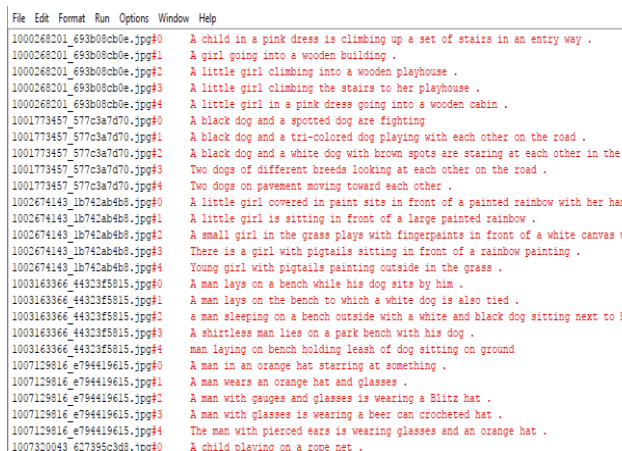 File Edit Format Run Options Window Help
1000268201_693b08cb0e.jpg#0 A child in a pink dress is climbing up a set of stairs in an entry way .
1000268201_693b08cb0e.jpg#1 A girl going into a wooden building .
1000268201_693b08cb0e.jpg#2 A little girl climbing into a wooden playhouse .
1000268201_693b08cb0e.jpg#3 A little girl climbing the stairs to her playhouse .
1000268201_693b08cb0e.jpg#4 A little girl in a pink dress going into a wooden cabin .
1001773457_577c3a7d70.jpg#0 A black dog and a spotted dog are fighting
1001773457_577c3a7d70.jpg#1 A black dog and a tri-colored dog playing with each other on the road .
1001773457_577c3a7d70.jpg#2 A black dog and a white dog with brown spots are staring at each other in the
1001773457_577c3a7d70.jpg#3 Two dogs of different breeds looking at each other on the road .
1001773457_577c3a7d70.jpg#4 Two dogs on pavement moving toward each other .
1002674143_1b742ab4b8.jpg#0 A little girl covered in paint sits in front of a painted rainbow with her
1002674143_1b742ab4b8.jpg#1 A little girl is sitting in front of a large painted rainbow .
1002674143_1b742ab4b8.jpg#2 A small girl in the grass plays with fingerpaints in front of a white canvas
1002674143_1b742ab4b8.jpg#3 There is a girl with pigtails sitting in front of a rainbow painting .
1002674143_1b742ab4b8.jpg#4 Young girl with pigtails painting outside in the grass .
1003163366_44323f5815.jpg#0 A man lays on a bench while his dog sits by him .
1003163366_44323f5815.jpg#1 A man lays on the bench to which a white dog is also tied .
1003163366_44323f5815.jpg#2 a man sleeping on a bench outside with a white and black dog sitting next to
1003163366_44323f5815.jpg#3 A shirtless man lies on a park bench with his dog .
1003163366_44323f5815.jpg#4 man laying on bench holding leash of dog sitting on ground
1007129816_e794419615.jpg#0 A man in an orange hat starring at something .
1007129816_e794419615.jpg#1 A man wears an orange hat and glasses .
1007129816_e794419615.jpg#2 A man with gauges and glasses is wearing a Blitz hat .
1007129816_e794419615.jpg#3 A man with glasses is wearing a beer can crocheted hat .
1007129816_e794419615.jpg#4 The man with pierced ears is wearing glasses and an orange hat .
1007320043_627395c3d8.jpg#0 A child playing on a rope net .